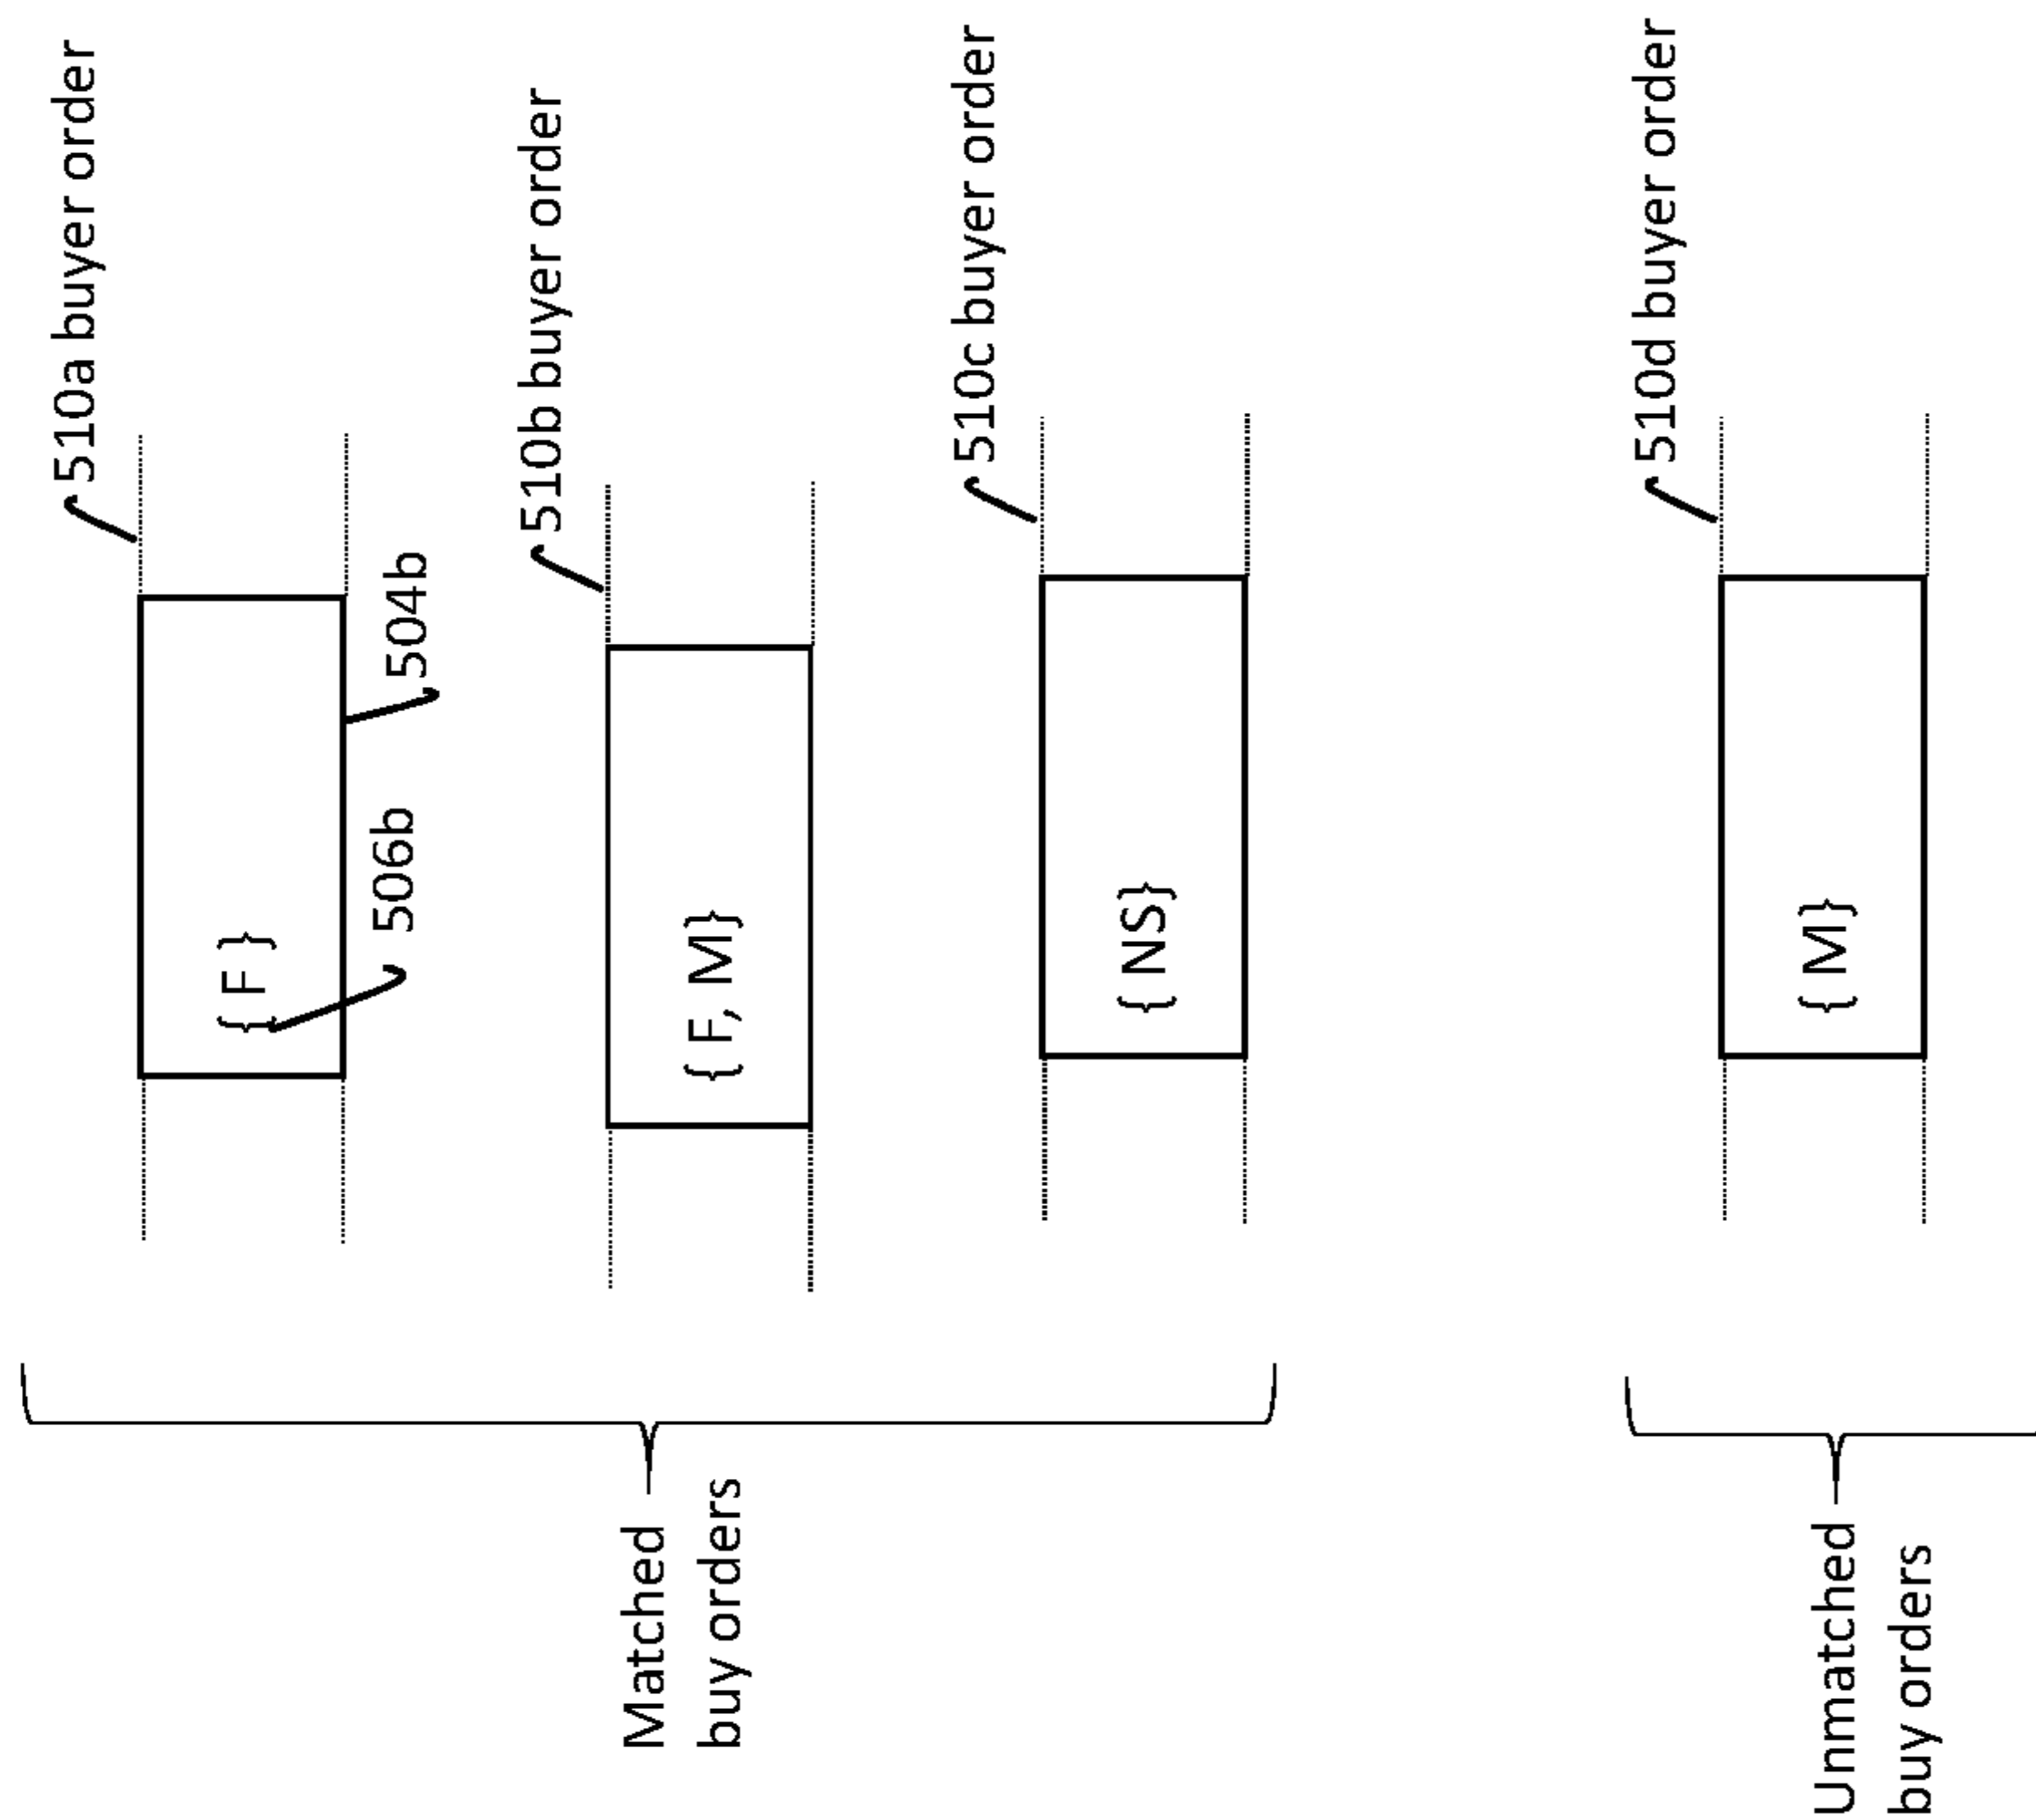 510a buyer order
{ F }
504b
506b
510b buyer order
{ F, M}
510c buyer order
{ NS}
Matched
buy orders
510d buyer order
{ M}
Unmatched
buy orders